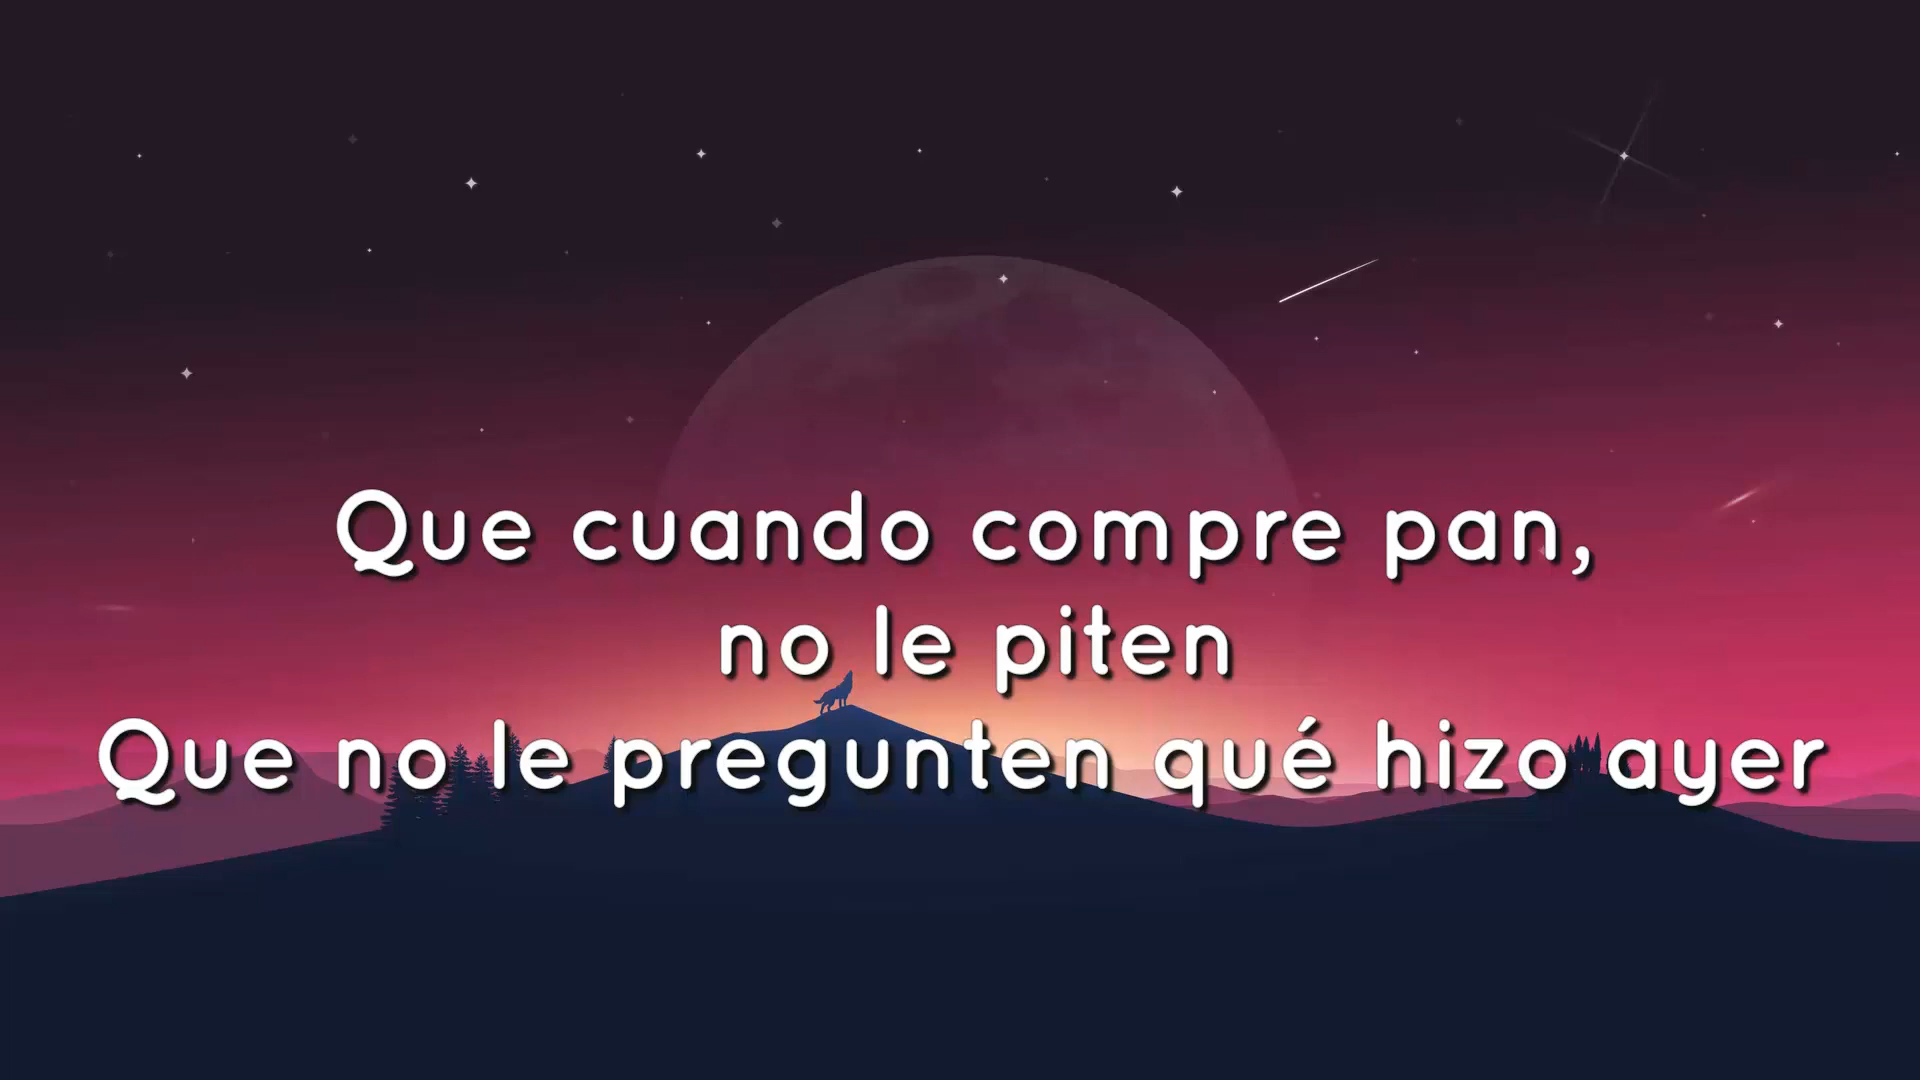 Que cuando compre pan,
no le piten
Que no le pregunten qué hizo ayer